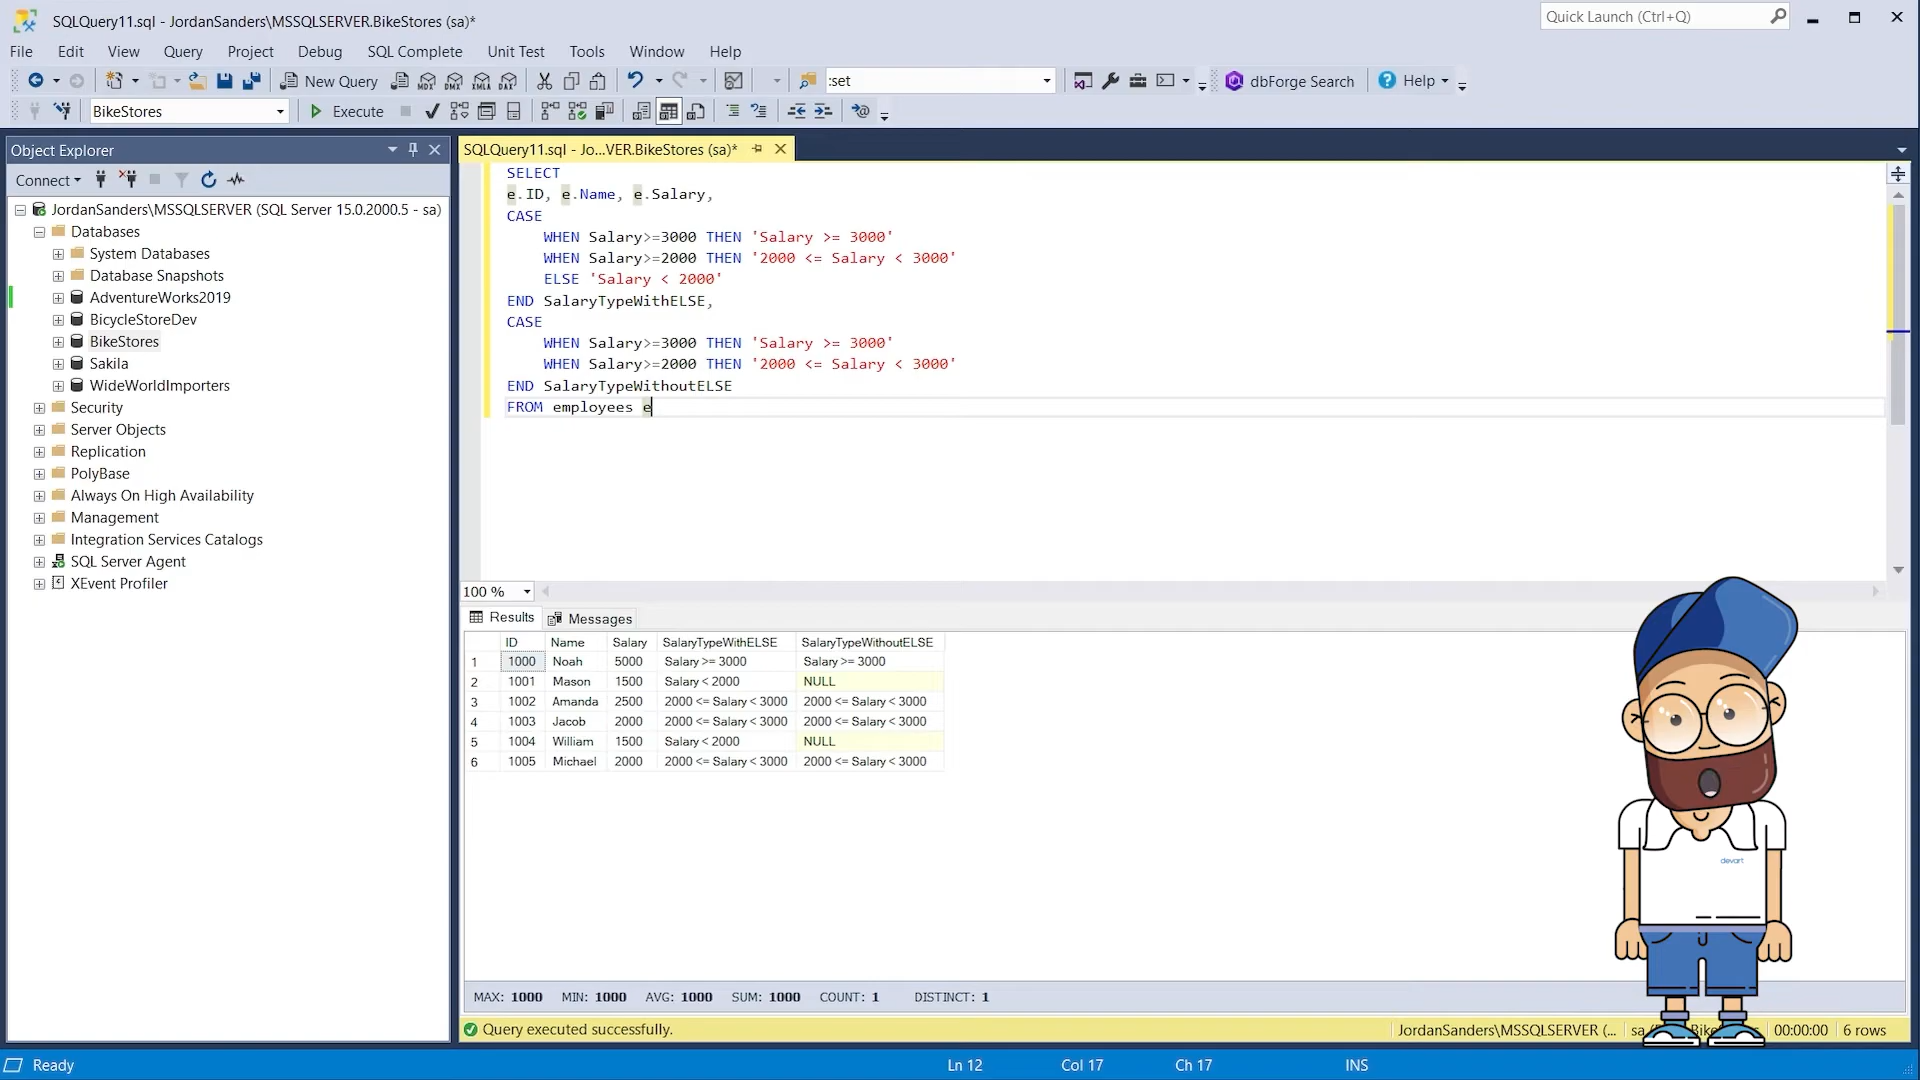 SQLQuery11.sql - JordanSanders\MSSQLSERVER.BikeStores (sa)*
Quick Launch (Ctrl+Q)
File Edit View Query Project Debug SQL Complete Unit Test Tools Window Help
New Query MDX DMX XMLA DAX :set dbForge Search Help
BikeStores Execute
Object Explorer
SQLQuery11.sql - Jo...VER.BikeStores (sa)*
Connect
JordanSanders\MSSQLSERVER (SQL Server 15.0.2000.5 - sa)
Databases
System Databases
Database Snapshots
AdventureWorks2019
BicycleStoreDev
BikeStores
Sakila
WideWorldImporters
Security
Server Objects
Replication
PolyBase
Always On High Availability
Management
Integration Services Catalogs
SQL Server Agent
XEvent Profiler
SELECT
e.ID, e.Name, e.Salary,
CASE
WHEN Salary>=3000 THEN 'Salary >= 3000'
WHEN Salary>=2000 THEN '2000 <= Salary < 3000'
ELSE 'Salary < 2000'
END SalaryTypeWithELSE,
CASE
WHEN Salary>=3000 THEN 'Salary >= 3000'
WHEN Salary>=2000 THEN '2000 <= Salary < 3000'
END SalaryTypeWithoutELSE
FROM employees e
100 %
Results Messages
ID Name Salary SalaryTypeWithELSE SalaryTypeWithoutELSE
1 1000 Noah 5000 Salary >= 3000 Salary >= 3000
2 1001 Mason 1500 Salary < 2000 NULL
3 1002 Amanda 2500 2000 <= Salary < 3000 2000 <= Salary < 3000
4 1003 Jacob 2000 2000 <= Salary < 3000 2000 <= Salary < 3000
5 1004 William 1500 Salary < 2000 NULL
6 1005 Michael 2000 2000 <= Salary < 3000 2000 <= Salary < 3000
devart
MAX: 1000 MIN: 1000 AVG: 1000 SUM: 1000 COUNT: 1 DISTINCT: 1
Query executed successfully.
JordanSanders\MSSQLSERVER (... sa 00:00:00 6 rows
Ready Ln 12 Col 17 Ch 17 INS